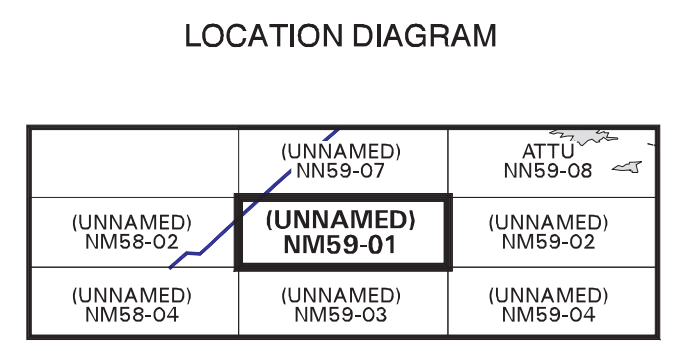 LOCATION DIAGRAM
(UNNAMED)
NN59-07
ATTU
NN59-08
(UNNAMED)
NM58-02
(UNNAMED)
NM59-01
(UNNAMED)
NM59-02
(UNNAMED)
NM58-04
(UNNAMED)
NM59-03
(UNNAMED)
NM59-04